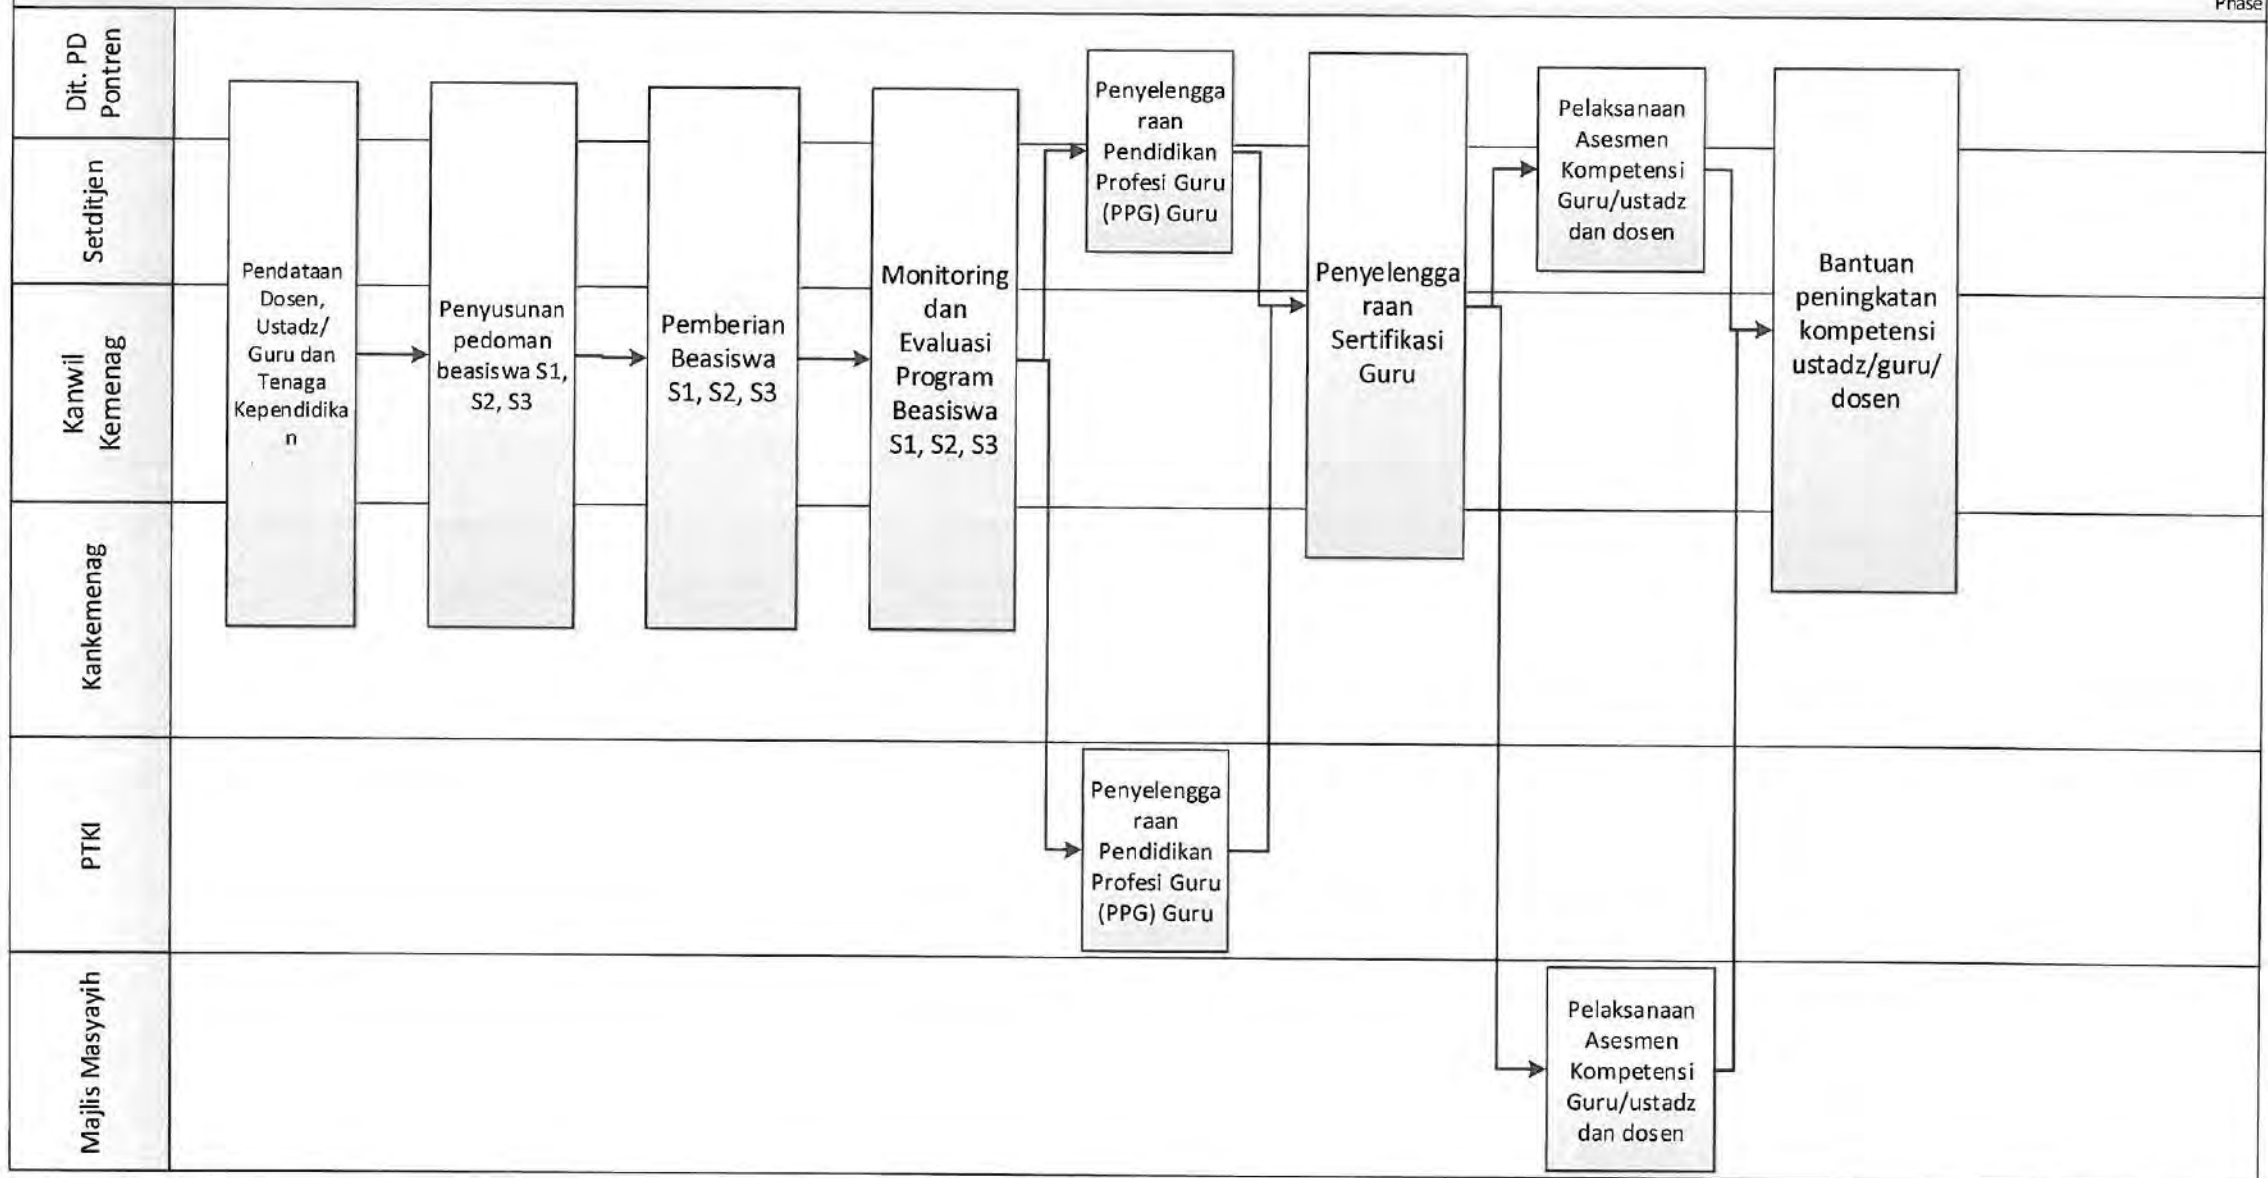 Phase
Dit. PD
Pontren
Setditjen
Kanwil
Kemenag
Kankemenag
PTKI
Majlis Masyayih
Pendataan
Dosen,
Ustadz/
Guru dan
Tenaga
Kependidika
n
Penyusunan
pedoman
beasiswa S1,
S2, S3
Pemberian
Beasiswa
S1, S2, S3
Monitoring
dan
Evaluasi
Program
Beasiswa
S1, S2, S3
Penyelengga
raan
Pendidikan
Profesi Guru
(PPG) Guru
Penyelengga
raan
Pendidikan
Profesi Guru
(PPG) Guru
Penyelengga
raan
Sertifikasi
Guru
Pelaksanaan
Asesmen
Kompetensi
Guru/ustadz
dan dosen
Pelaksanaan
Asesmen
Kompetensi
Guru/ustadz
dan dosen
Bantuan
peningkatan
kompetensi
ustadz/guru/
dosen